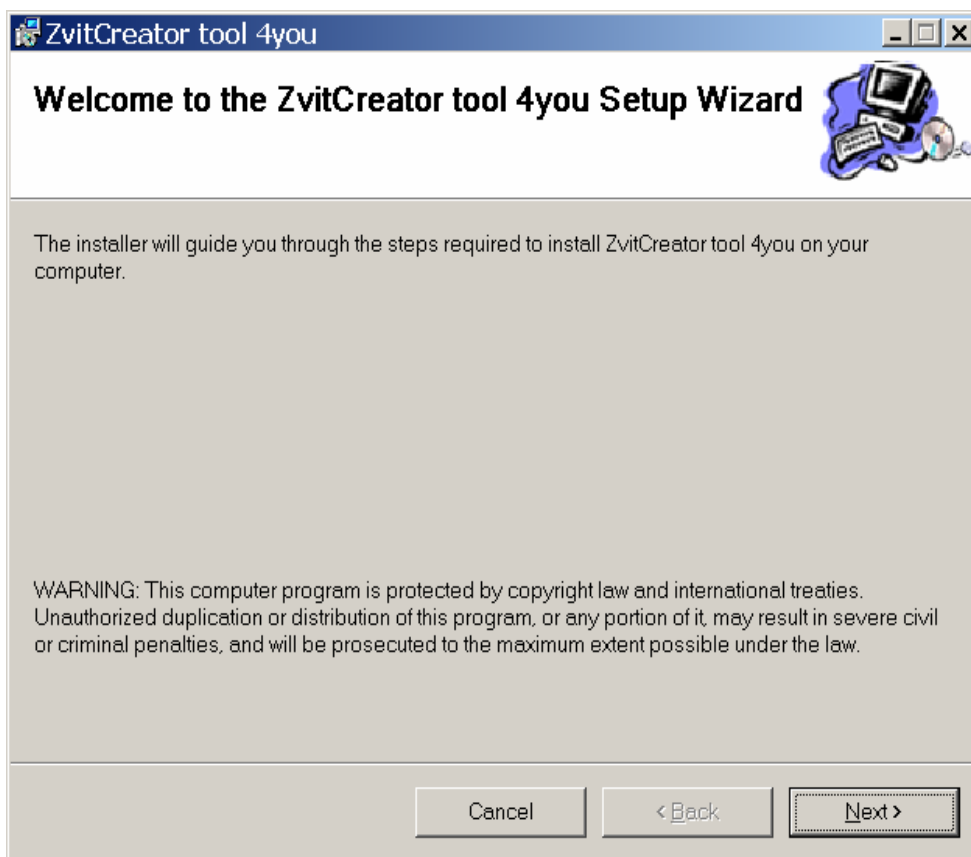 ZvitCreator tool 4you
Welcome to the ZvitCreator tool 4you Setup Wizard
The installer will guide you through the steps required to install ZvitCreator tool 4you on your
computer.
WARNING: This computer program is protected by copyright law and international treaties.
Unauthorized duplication or distribution of this program, or any portion of it, may result in severe civil
or criminal penalties, and will be prosecuted to the maximum extent possible under the law.
Cancel
< Back
Next >